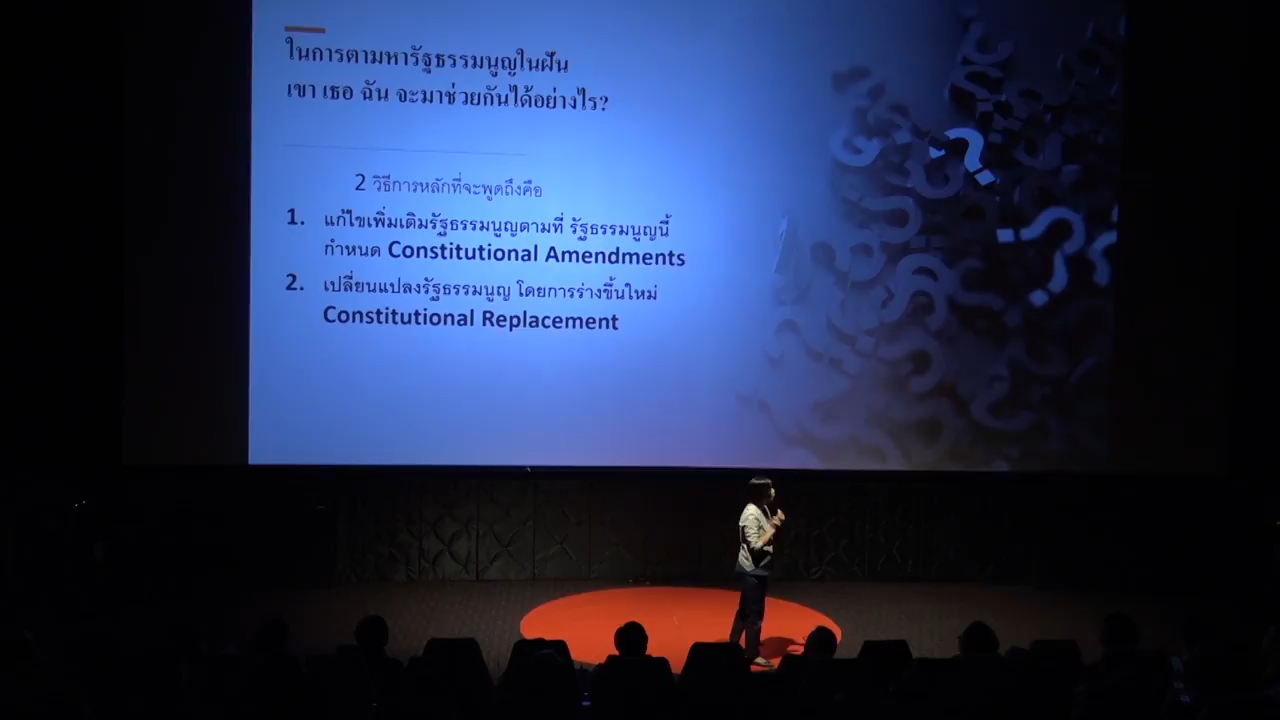 ในการตามหารัฐธรรมนูญในฝัน
เขา เธอ ฉัน จะมาช่วยกันได้อย่างไร?
2 วิธีการหลักที่จะพูดถึงคือ
1. แก้ไขเพิ่มเติมรัฐธรรมนูญตามที่ รัฐธรรมนูญนี้
กำหนด Constitutional Amendments
2. เปลี่ยนแปลงรัฐธรรมนูญ โดยการร่างขึ้นใหม่
Constitutional Replacement